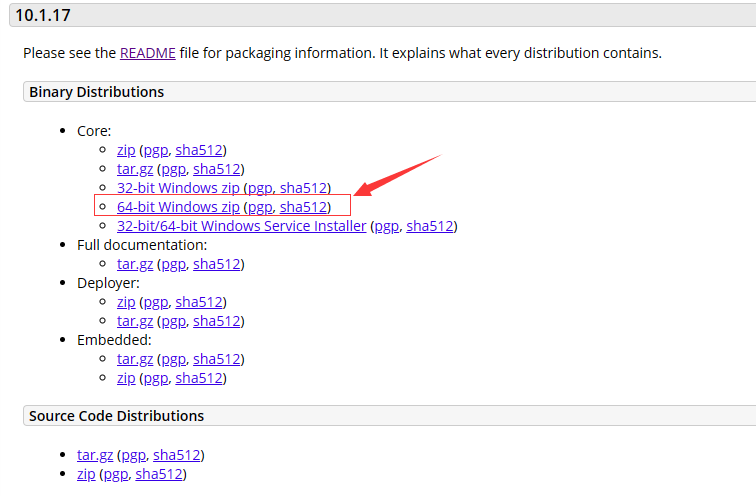 10.1.17
Please see the README file for packaging information. It explains what every distribution contains.
Binary Distributions
Core:
zip (pgp, sha512)
tar.gz (pgp, sha512)
32-bit Windows zip (pgp, sha512)
64-bit Windows zip (pgp, sha512)
32-bit/64-bit Windows Service Installer (pgp, sha512)
Full documentation:
tar.gz (pgp, sha512)
Deployer:
zip (pgp, sha512)
tar.gz (pgp, sha512)
Embedded:
tar.gz (pgp, sha512)
zip (pgp, sha512)
Source Code Distributions
tar.gz (pgp, sha512)
zip (pgp, sha512)